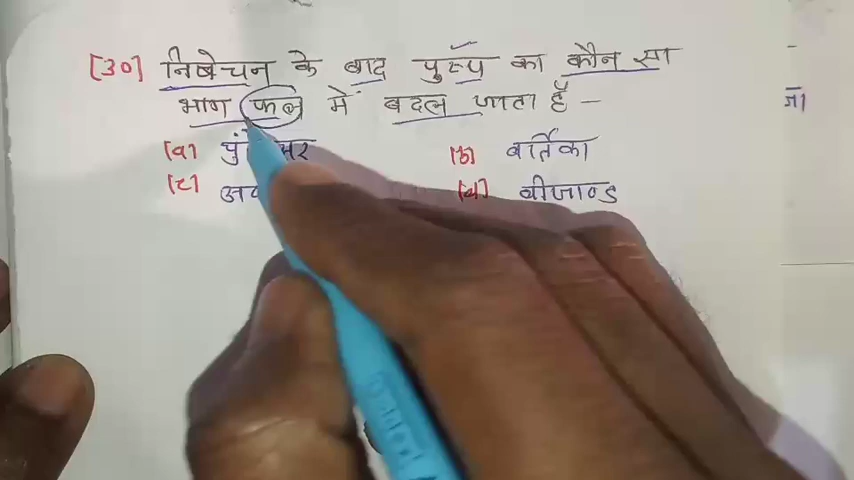 [30] निषेचन के बाद पुरुष का कौन सा
भाग फल में बदल जाता है -
(a) (b) वर्तिका
(c) (d) बीजाण्ड